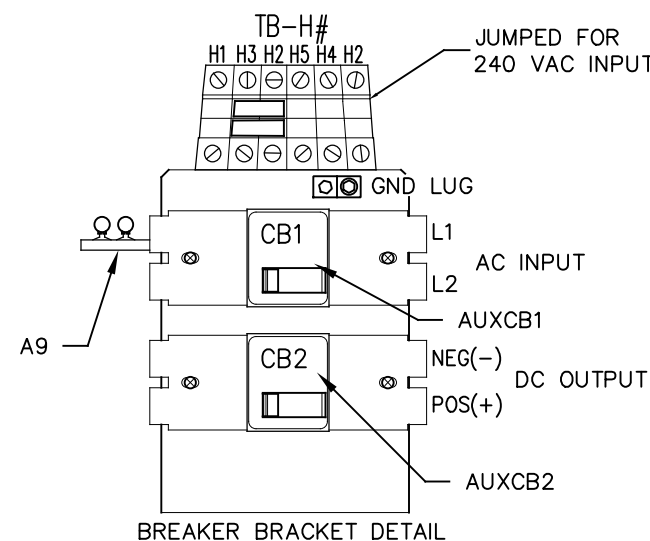 TB-H#
H1 H3 H2 H5 H4 H2
JUMPED FOR
240 VAC INPUT
GND LUG
CB1
L1
AC INPUT
L2
AUXCB1
A9
CB2
NEG(-)
DC OUTPUT
POS(+)
AUXCB2
BREAKER BRACKET DETAIL